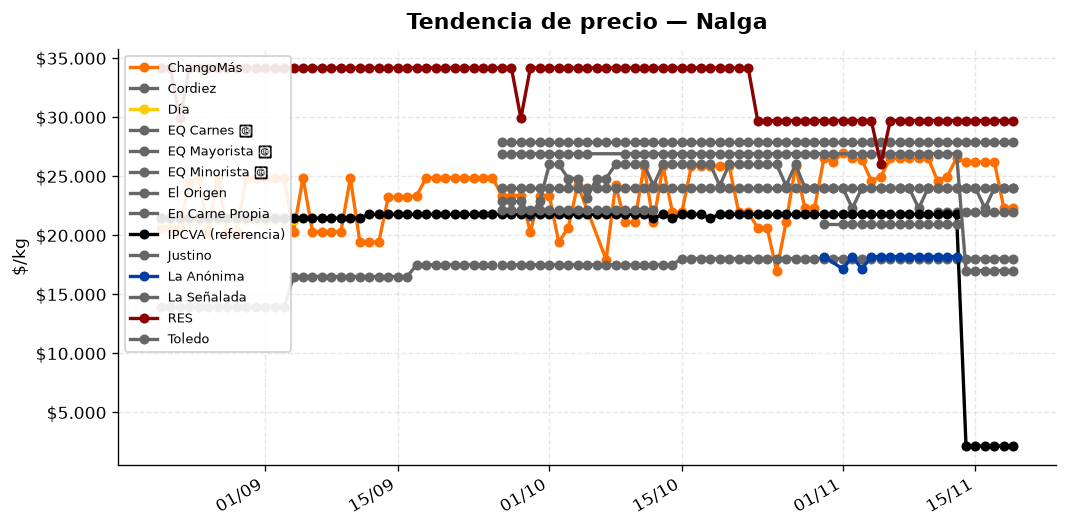 Tendencia de precio — Nalga
$35.000
$30.000
$25.000
$20.000
$15.000
$10.000
$5.000
$/kg
ChangoMás
Cordiez
Día
EQ Carnes
EQ Mayorista
EQ Minorista
El Origen
En Carne Propia
IPCVA (referencia)
Justino
La Anónima
La Señalada
RES
Toledo
01/09
15/09
01/10
15/10
01/11
15/11